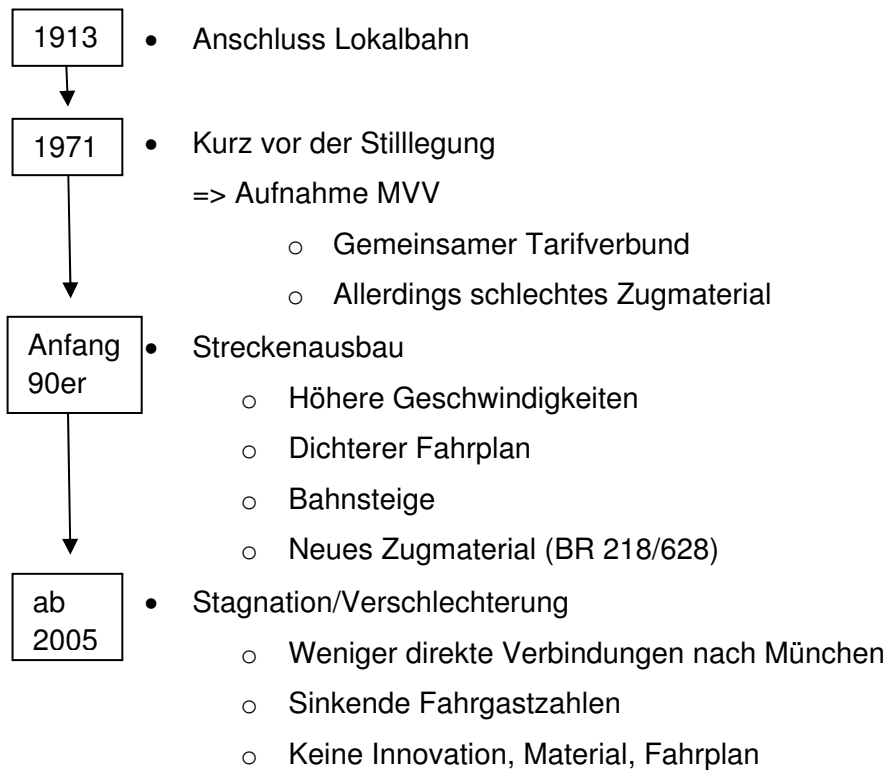 1913 • Anschluss Lokalbahn
1971 • Kurz vor der Stilllegung
=> Aufnahme MVV
o Gemeinsamer Tarifverbund
o Allerdings schlechtes Zugmaterial
Anfang 90er • Streckenausbau
o Höhere Geschwindigkeiten
o Dichterer Fahrplan
o Bahnsteige
o Neues Zugmaterial (BR 218/628)
ab 2005 • Stagnation/Verschlechterung
o Weniger direkte Verbindungen nach München
o Sinkende Fahrgastzahlen
o Keine Innovation, Material, Fahrplan